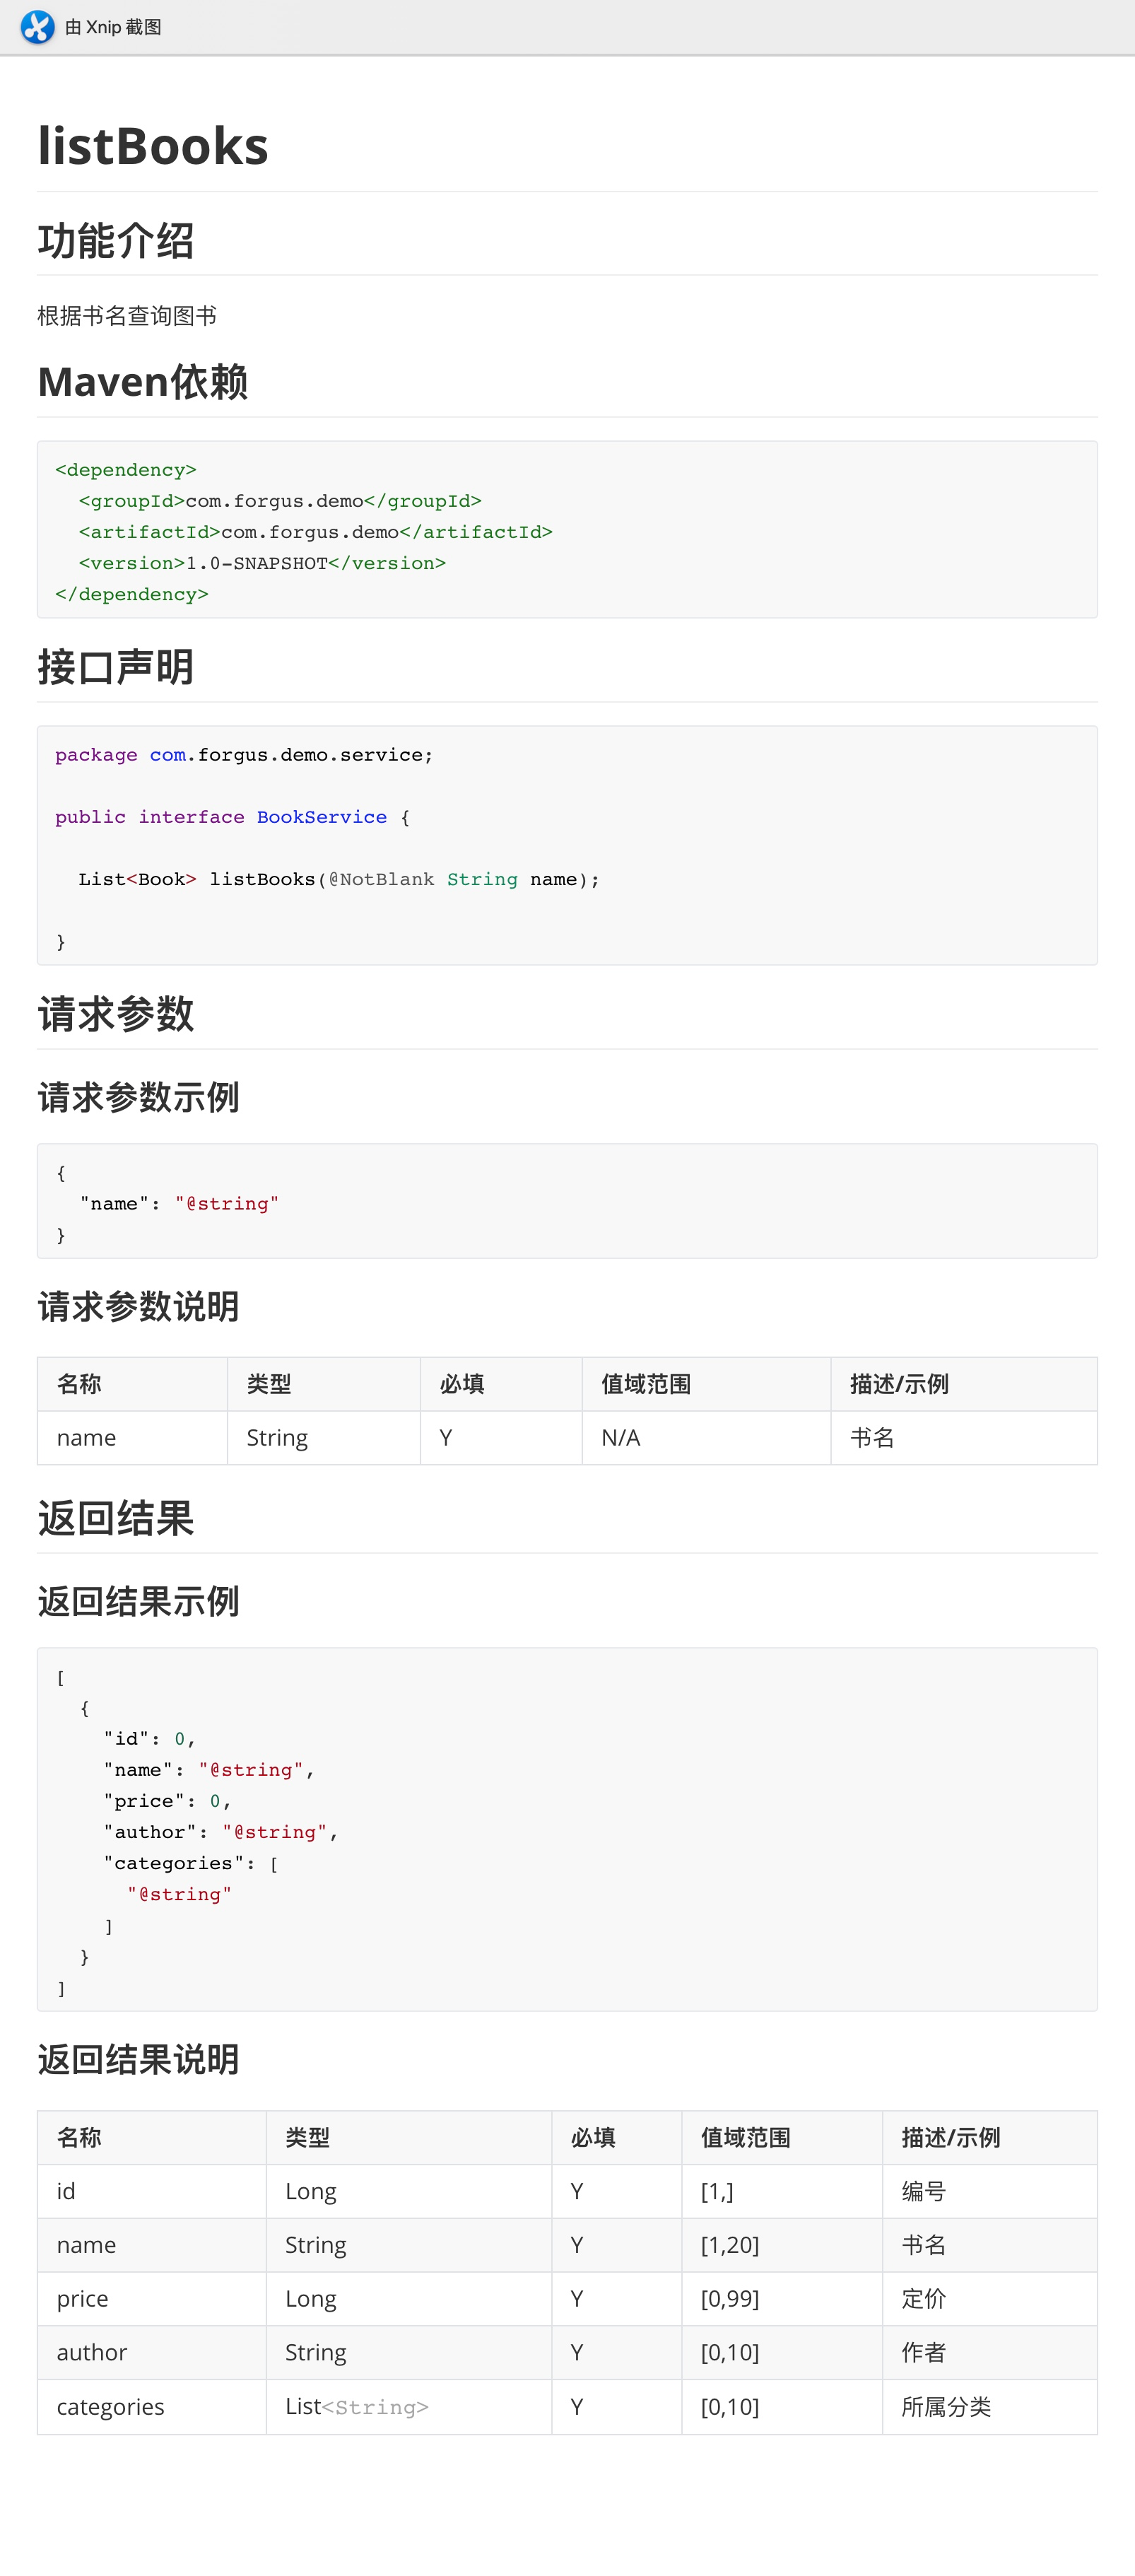 由 Xnip 截图
listBooks
功能介绍
根据书名查询图书
Maven依赖
<dependency>
  <groupId>com.forgus.demo</groupId>
  <artifactId>com.forgus.demo</artifactId>
  <version>1.0-SNAPSHOT</version>
</dependency>
接口声明
package com.forgus.demo.service;
public interface BookService {
  List<Book> listBooks(@NotBlank String name);
}
请求参数
请求参数示例
{
  "name": "@string"
}
请求参数说明
名称 类型 必填 值域范围 描述/示例
name String Y N/A 书名
返回结果
返回结果示例
[
  {
    "id": 0,
    "name": "@string",
    "price": 0,
    "author": "@string",
    "categories": [
      "@string"
    ]
  }
]
返回结果说明
名称 类型 必填 值域范围 描述/示例
id Long Y [1,] 编号
name String Y [1,20] 书名
price Long Y [0,99] 定价
author String Y [0,10] 作者
categories List<String> Y [0,10] 所属分类